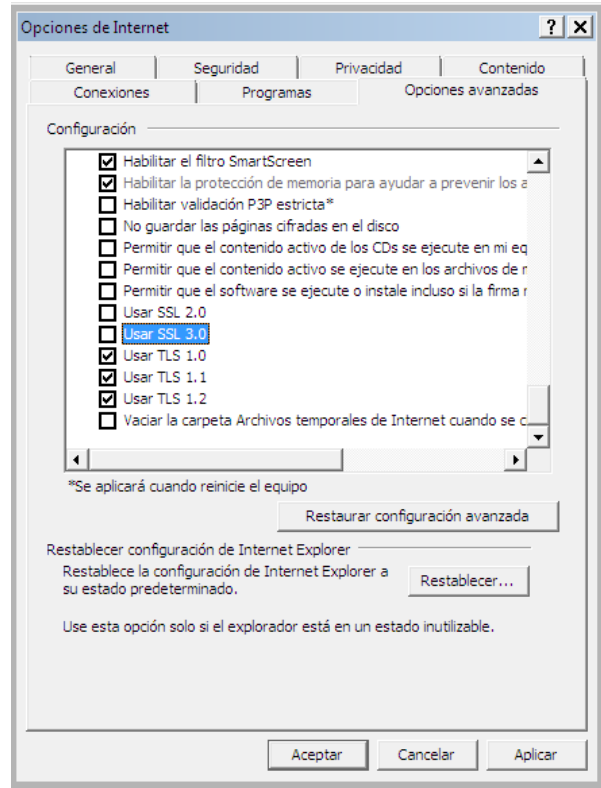 Opciones de Internet
General Seguridad Privacidad Contenido
Conexiones Programas Opciones avanzadas
Configuración
Habilitar el filtro SmartScreen
Habilitar la protección de memoria para ayudar a prevenir los a
Habilitar validación P3P estricta*
No guardar las páginas cifradas en el disco
Permitir que el contenido activo de los CDs se ejecute en mi eq
Permitir que el contenido activo se ejecute en los archivos de r
Permitir que el software se ejecute o instale incluso si la firma r
Usar SSL 2.0
Usar SSL 3.0
Usar TLS 1.0
Usar TLS 1.1
Usar TLS 1.2
Vaciar la carpeta Archivos temporales de Internet cuando se c
*Se aplicará cuando reinicie el equipo
Restaurar configuración avanzada
Restablecer configuración de Internet Explorer
Restablece la configuración de Internet Explorer a
su estado predeterminado.
Restablecer...
Use esta opción solo si el explorador está en un estado inutilizable.
Aceptar Cancelar Aplicar